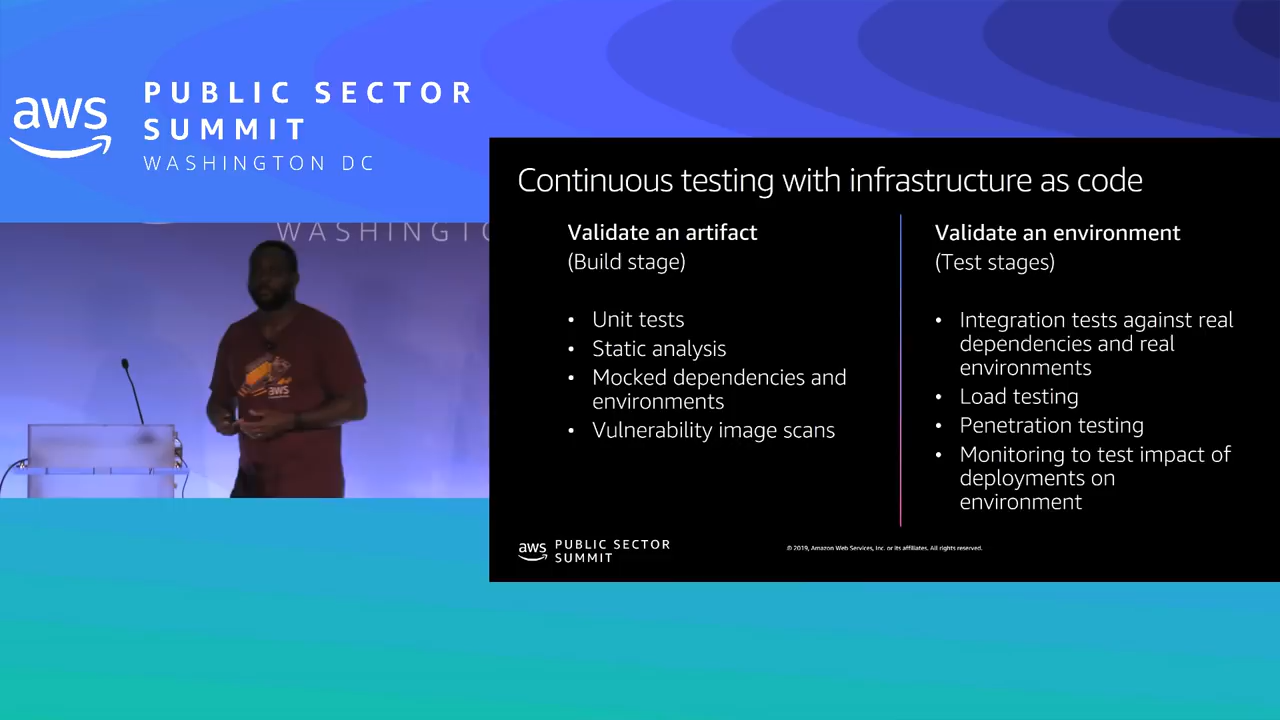 aws
PUBLIC SECTOR
SUMMIT
WASHINGTON DC
WASHINGTO
aws
Continuous testing with infrastructure as code
Validate an artifact
(Build stage)
• Unit tests
• Static analysis
• Mocked dependencies and
environments
• Vulnerability image scans
Validate an environment
(Test stages)
• Integration tests against real
dependencies and real
environments
• Load testing
• Penetration testing
• Monitoring to test impact of
deployments on
environment
aws
PUBLIC SECTOR
SUMMIT
© 2019, Amazon Web Services, Inc. or its affiliates. All rights reserved.